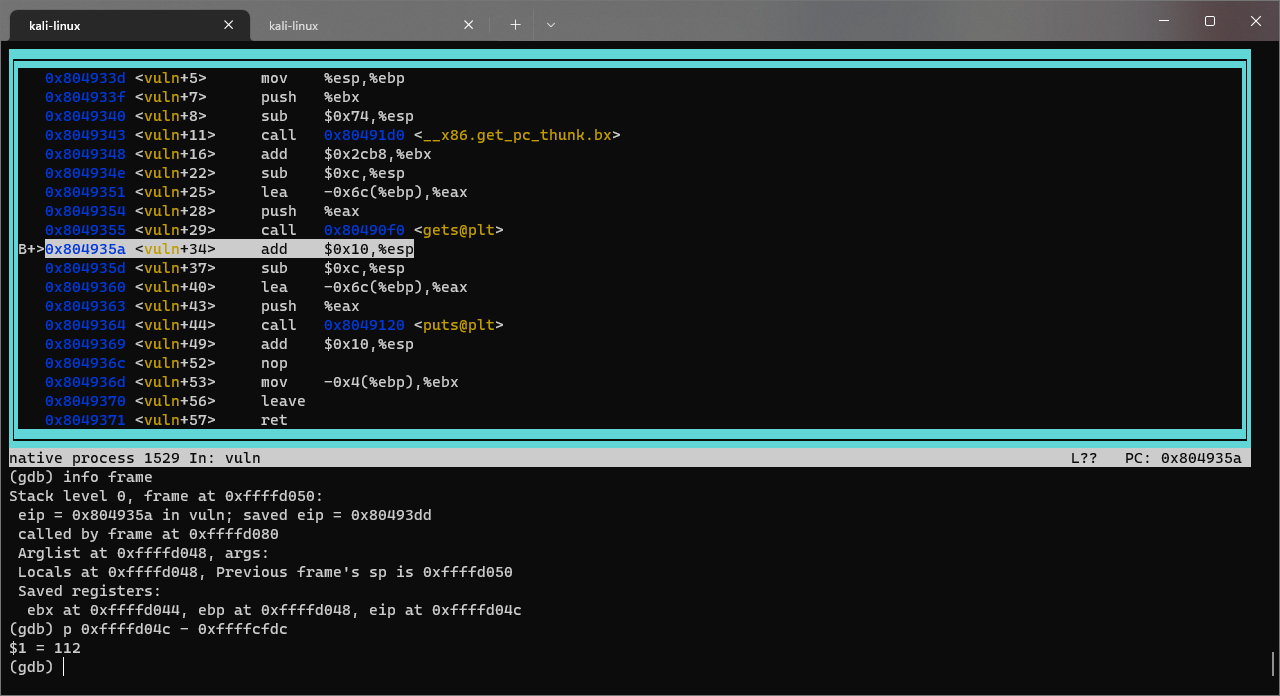 kali-linux
kali-linux
0x804933d <vuln+5> mov %esp,%ebp
0x804933f <vuln+7> push %ebx
0x8049340 <vuln+8> sub $0x74,%esp
0x8049343 <vuln+11> call 0x80491d0 <__x86.get_pc_thunk.bx>
0x8049348 <vuln+16> add $0x2cb8,%ebx
0x804934e <vuln+22> sub $0xc,%esp
0x8049351 <vuln+25> lea -0x6c(%ebp),%eax
0x8049354 <vuln+28> push %eax
0x8049355 <vuln+29> call 0x80490f0 <gets@plt>
B+>0x804935a <vuln+34> add $0x10,%esp
0x804935d <vuln+37> sub $0xc,%esp
0x8049360 <vuln+40> lea -0x6c(%ebp),%eax
0x8049363 <vuln+43> push %eax
0x8049364 <vuln+44> call 0x8049120 <puts@plt>
0x8049369 <vuln+49> add $0x10,%esp
0x804936c <vuln+52> nop
0x804936d <vuln+53> mov -0x4(%ebp),%ebx
0x8049370 <vuln+56> leave
0x8049371 <vuln+57> ret
native process 1529 In: vuln L?? PC: 0x804935a
(gdb) info frame
Stack level 0, frame at 0xffffd050:
eip = 0x804935a in vuln; saved eip = 0x80493dd
called by frame at 0xffffd080
Arglist at 0xffffd048, args:
Locals at 0xffffd048, Previous frame's sp is 0xffffd050
Saved registers:
ebx at 0xffffd044, ebp at 0xffffd048, eip at 0xffffd04c
(gdb) p 0xffffd04c - 0xffffcfdc
$1 = 112
(gdb)